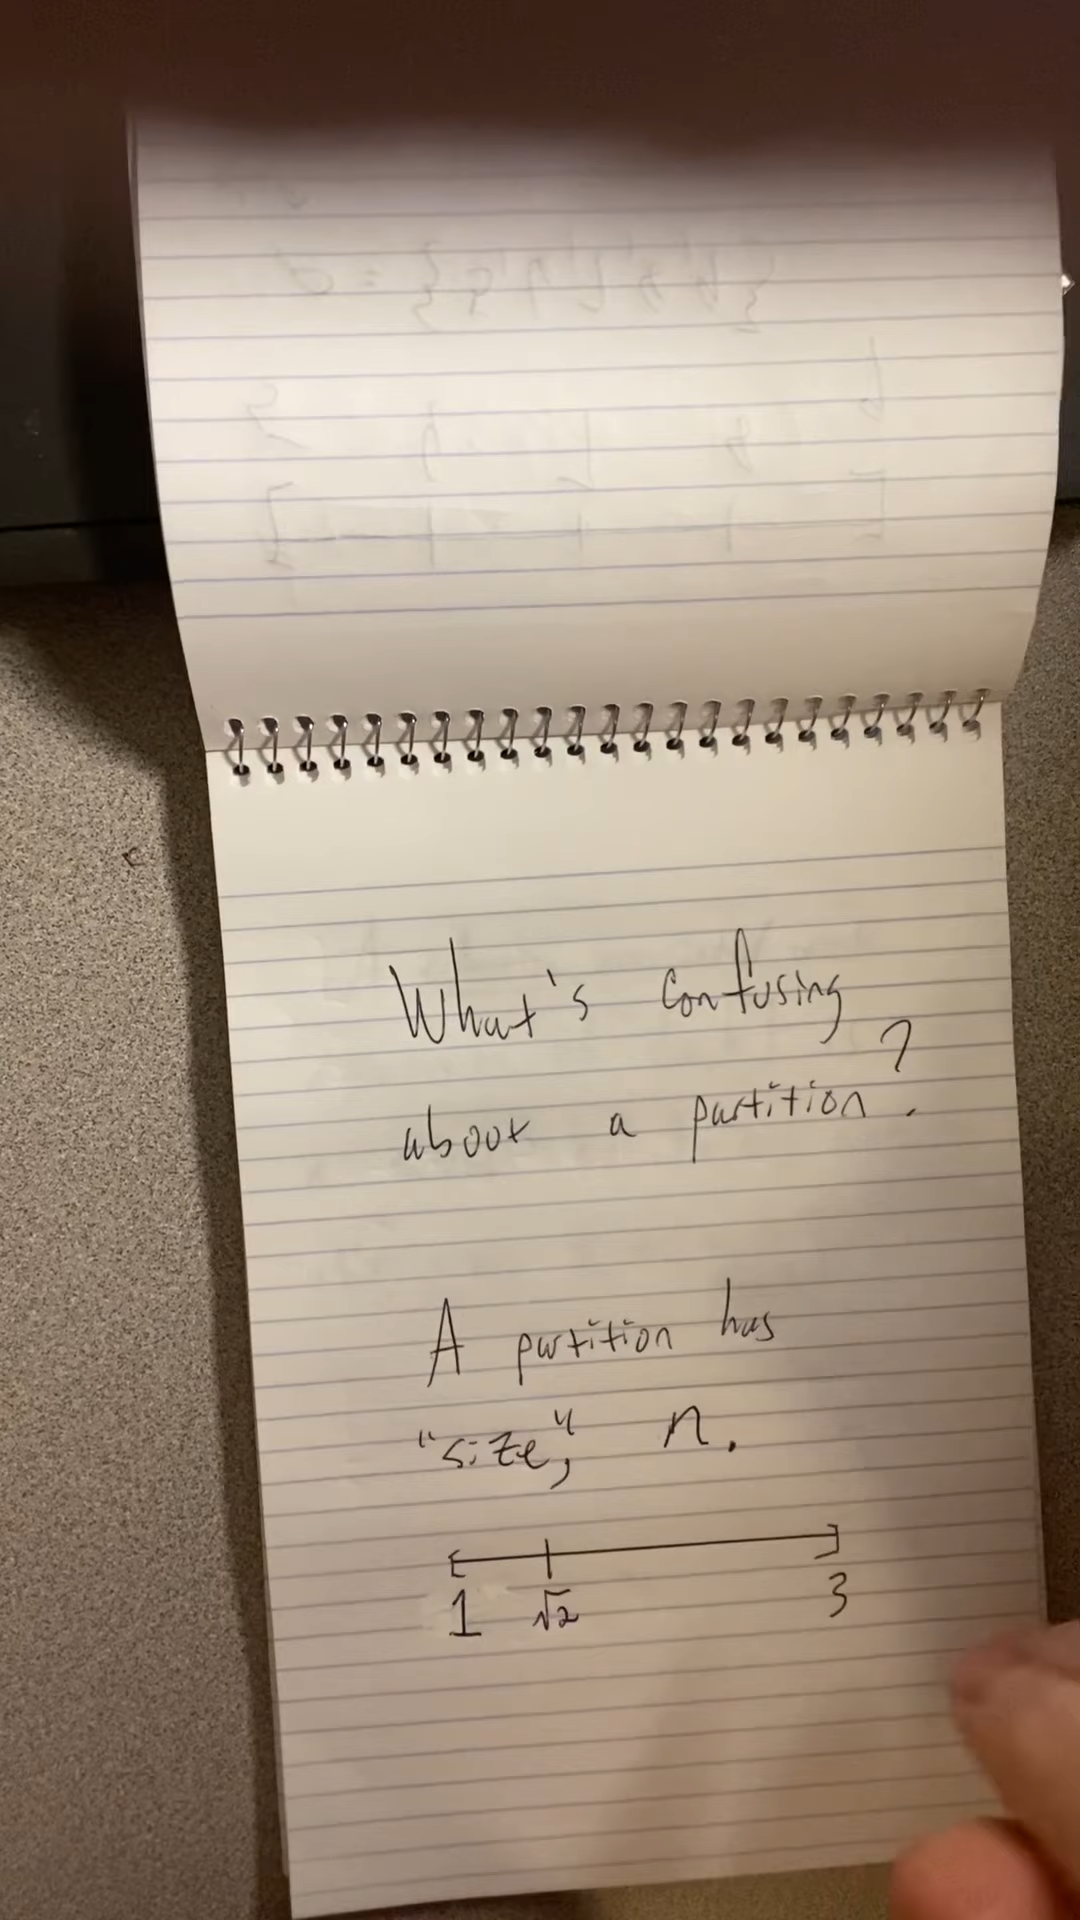 What's confusing
about a partition?
A partition has
"size," n.
1 √2 3